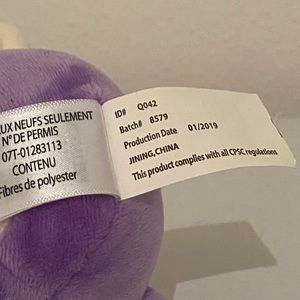 UX NEUFS SEULEMENT
N° DE PERMIS
07T-01283113
CONTENU
Fibres de polyester
ID# Q042
Batch# 8579
Production Date 01/2019
JINING,CHINA
This product complies with all CPSC regulations